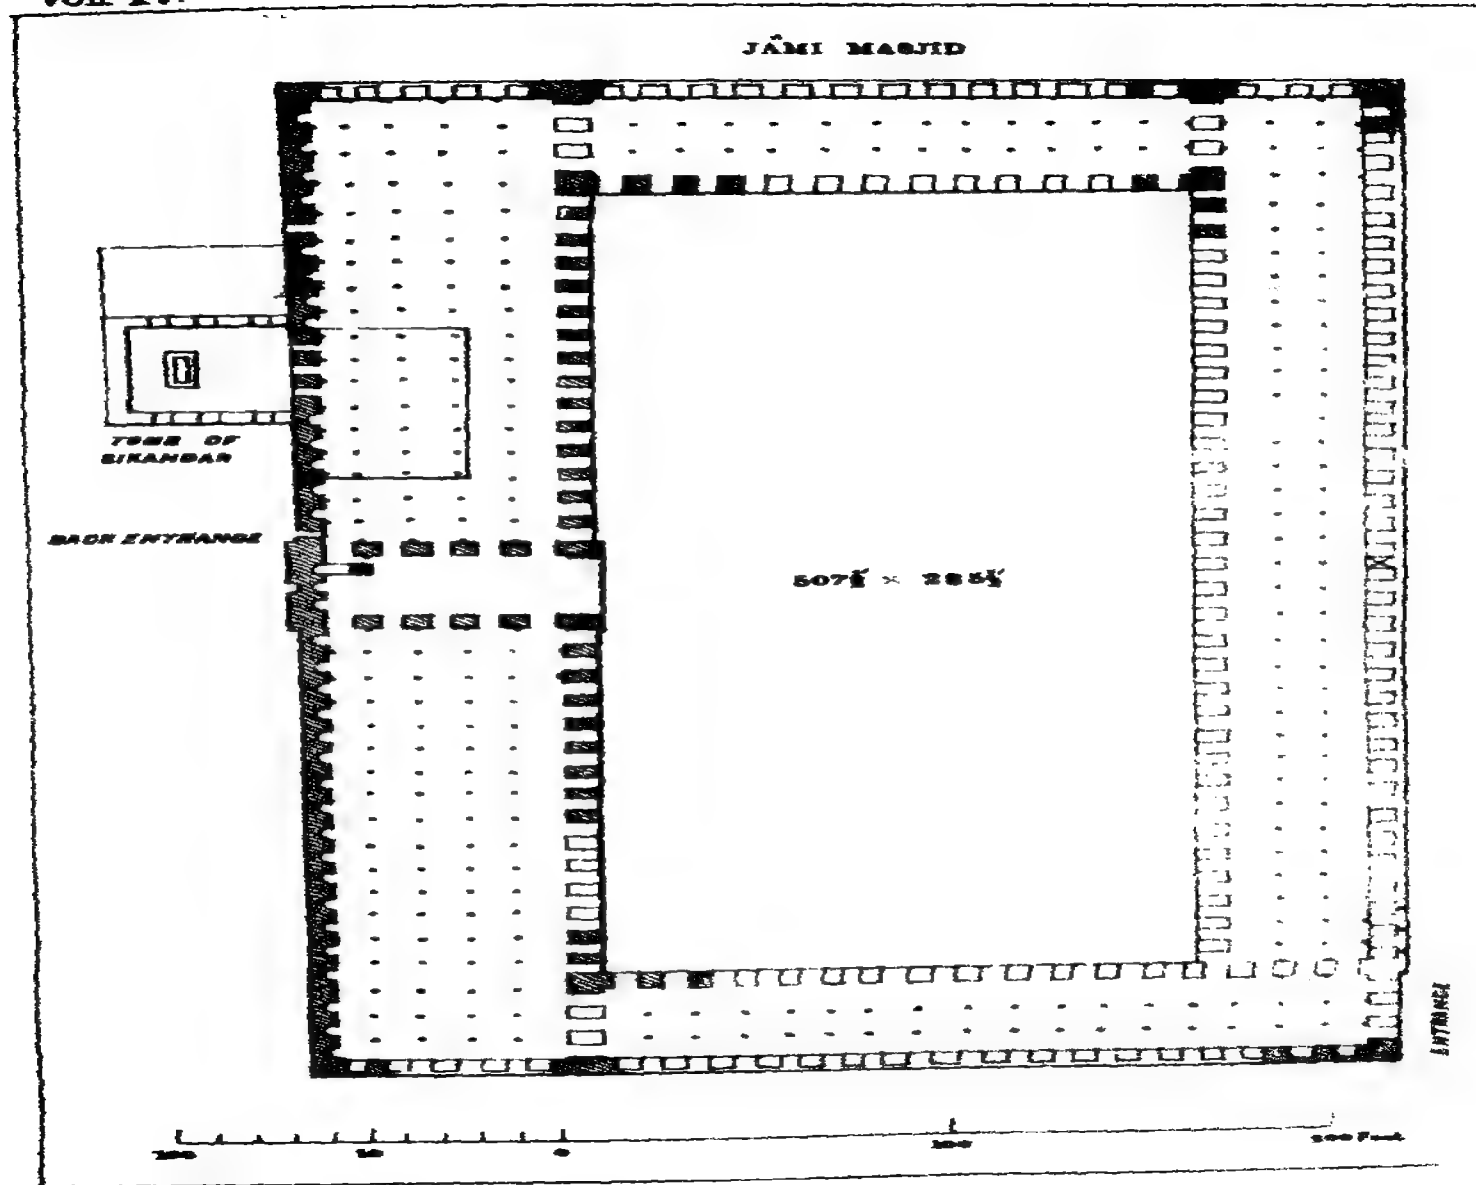 JÂMI MASJID
TOMB OF
SIKANDAR
BACK ENTRANCE
507½ × 285½
ENTRANCE
100 50 0 100 200 Feet